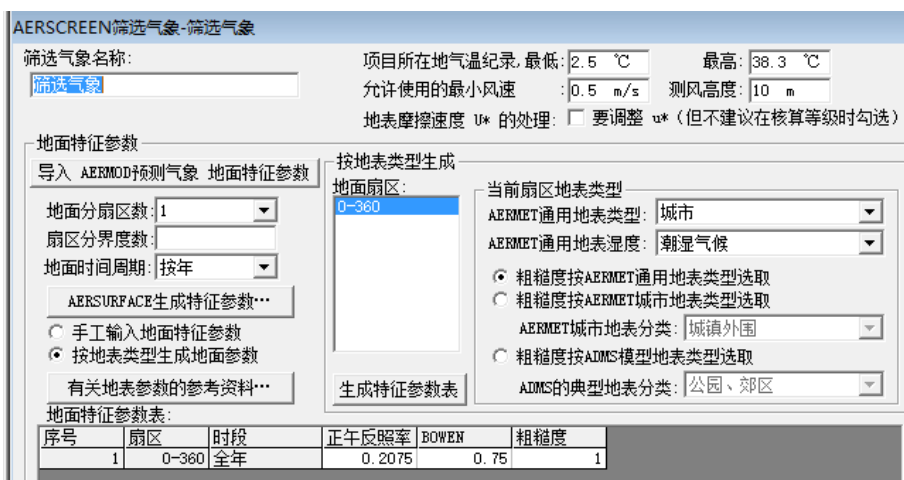 AERSCREEN筛选气象-筛选气象
筛选气象名称:
筛选气象
项目所在地气温纪录,最低: 2.5 ℃ 最高: 38.3 ℃
允许使用的最小风速 : 0.5 m/s 测风高度: 10 m
地表摩擦速度 U* 的处理: 要调整 u*(但不建议在核算等级时勾选)
地面特征参数
导入 AERMOD预测气象 地面特征参数
地面分扇区数: 1
扇区分界度数:
地面时间周期: 按年
AERSURFACE生成特征参数…
手工输入地面特征参数
按地表类型生成地面参数
有关地表参数的参考资料…
按地表类型生成
地面扇区:
0-360
生成特征参数表
当前扇区地表类型
AERMET通用地表类型: 城市
AERMET通用地表湿度: 潮湿气候
粗糙度按AERMET通用地表类型选取
粗糙度按AERMET城市地表类型选取
AERMET城市地表分类: 城镇外围
粗糙度按ADMS模型地表类型选取
ADMS的典型地表分类: 公园、郊区
地面特征参数表:
序号 扇区 时段 正午反照率 BOWEN 粗糙度
1 0-360 全年 0.2075 0.75 1